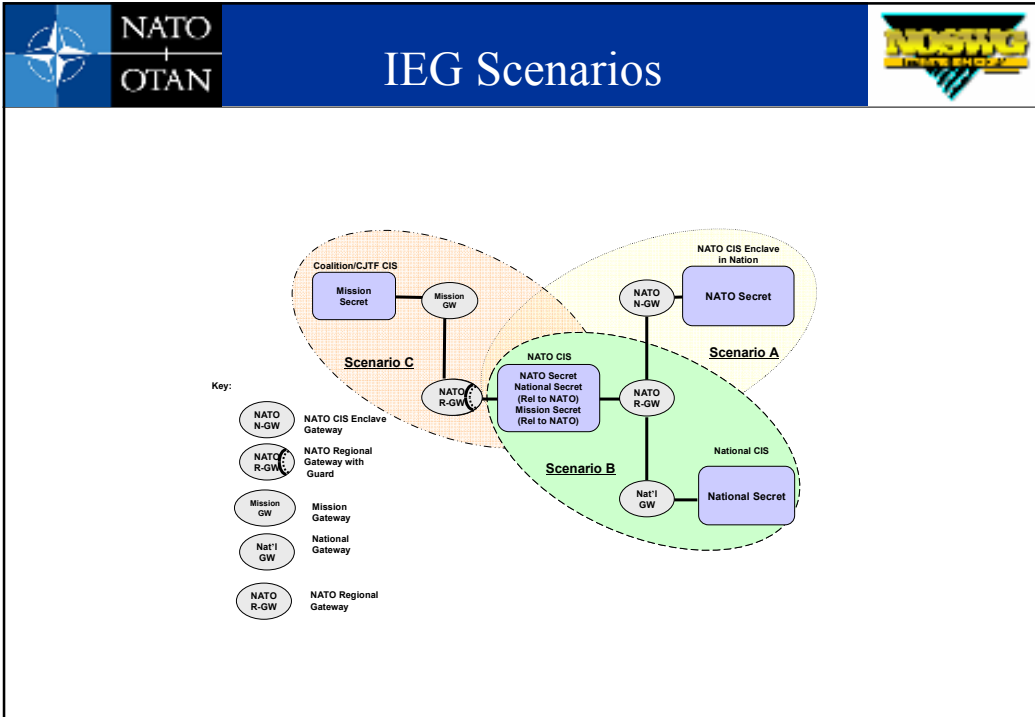 NATO
OTAN
IEG Scenarios
NOSWG
Coalition/CJTF CIS
Mission
Secret
Mission
GW
Scenario C
NATO
R-GW
NATO CIS Enclave
in Nation
NATO
N-GW
NATO Secret
Scenario A
NATO CIS
NATO Secret
National Secret
(Rel to NATO)
Mission Secret
(Rel to NATO)
NATO
R-GW
Scenario B
National CIS
Nat'l
GW
National Secret
Key:
NATO
N-GW
NATO CIS Enclave
Gateway
NATO
R-GW
NATO Regional
Gateway with
Guard
Mission
GW
Mission
Gateway
Nat'l
GW
National
Gateway
NATO
R-GW
NATO Regional
Gateway